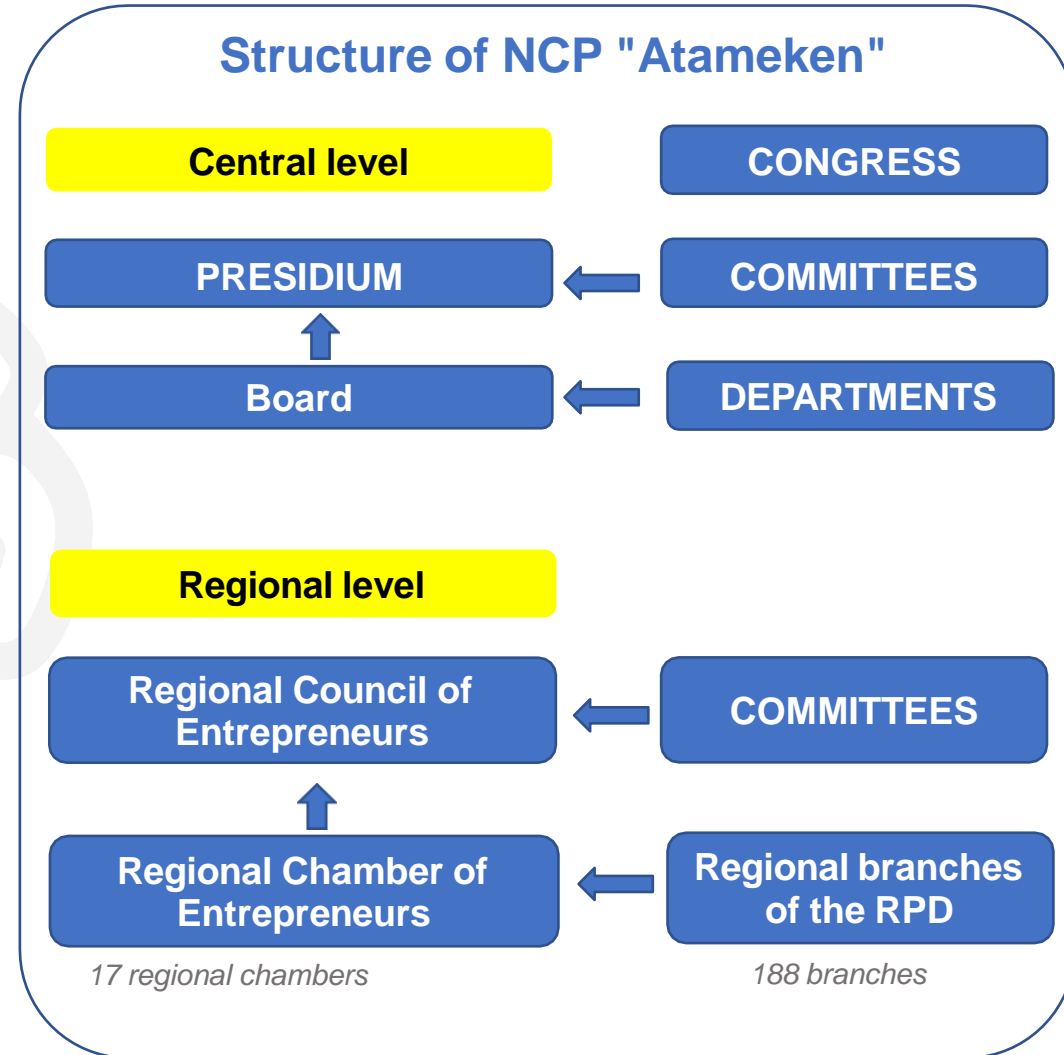 Structure of NCP "Atameken"
Central level
CONGRESS
PRESIDIUM
COMMITTEES
Board
DEPARTMENTS
Regional level
Regional Council of
Entrepreneurs
COMMITTEES
Regional Chamber of
Entrepreneurs
Regional branches
of the RPD
17 regional chambers
188 branches